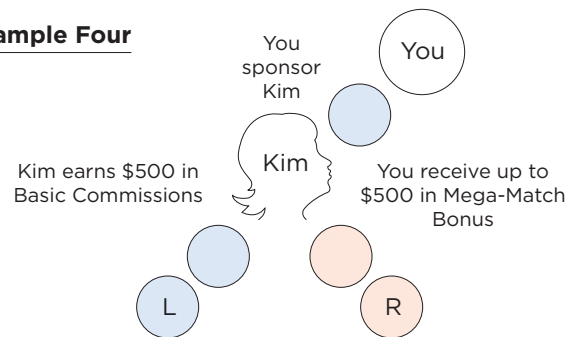 ample Four
You
sponsor
Kim
You
Kim
Kim earns $500 in
Basic Commissions
You receive up to
$500 in Mega-Match
Bonus
L
R